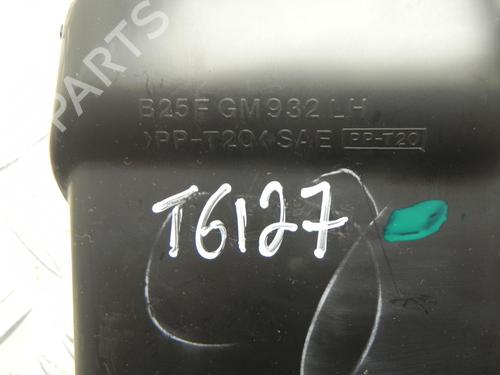 B25F GM932 LH
>PP-T20< SAE PP-T20
T6127
PARTS